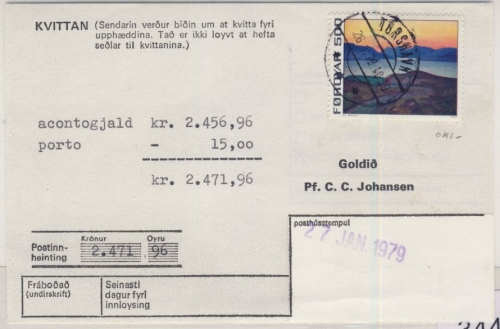 KVITTAN (Sendarin verður biðin um at kvitta fyri
upphæddina. Tað er ikki loyvt at hefta
seðlar til kvittanina.)
FØROYAR 500
TÓRSHAVN
acontogjald kr. 2.456,96
porto - 15,00
kr. 2.471,96
Goldið
Pf. C. C. Johansen
posthússtempul
27 JAN. 1979
Krónur Oyru
Postinn-
heinting 2.471 96
Fráboðað
(undirskrift)
Seinasti
dagur fyri
innloysing